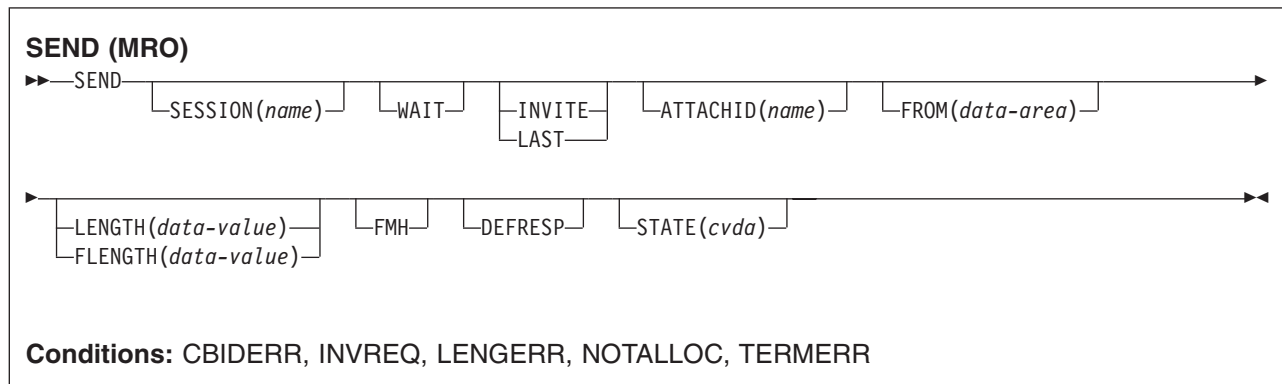 SEND (MRO)
SEND
SESSION(name) WAIT INVITE ATTACHID(name) FROM(data-area)
LAST
LENGTH(data-value) FMH DEFRESP STATE(cvda)
FLENGTH(data-value)
Conditions: CBIDERR, INVREQ, LENGERR, NOTALLOC, TERMERR